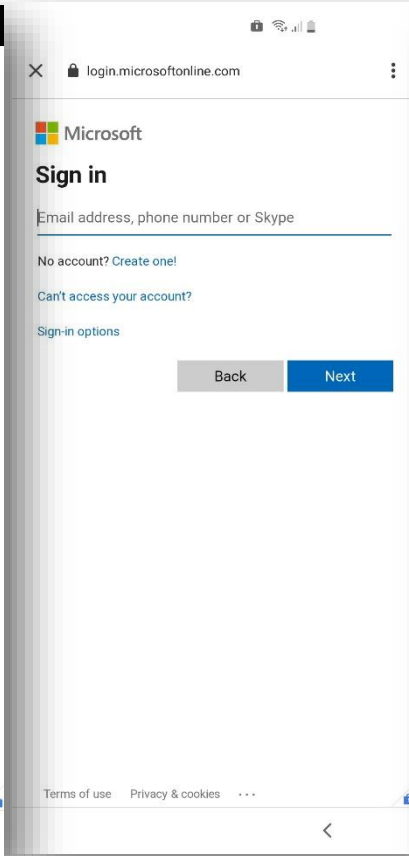 login.microsoftonline.com
Microsoft
Sign in
Email address, phone number or Skype
No account? Create one!
Can't access your account?
Sign-in options
Back Next
Terms of use Privacy & cookies ...